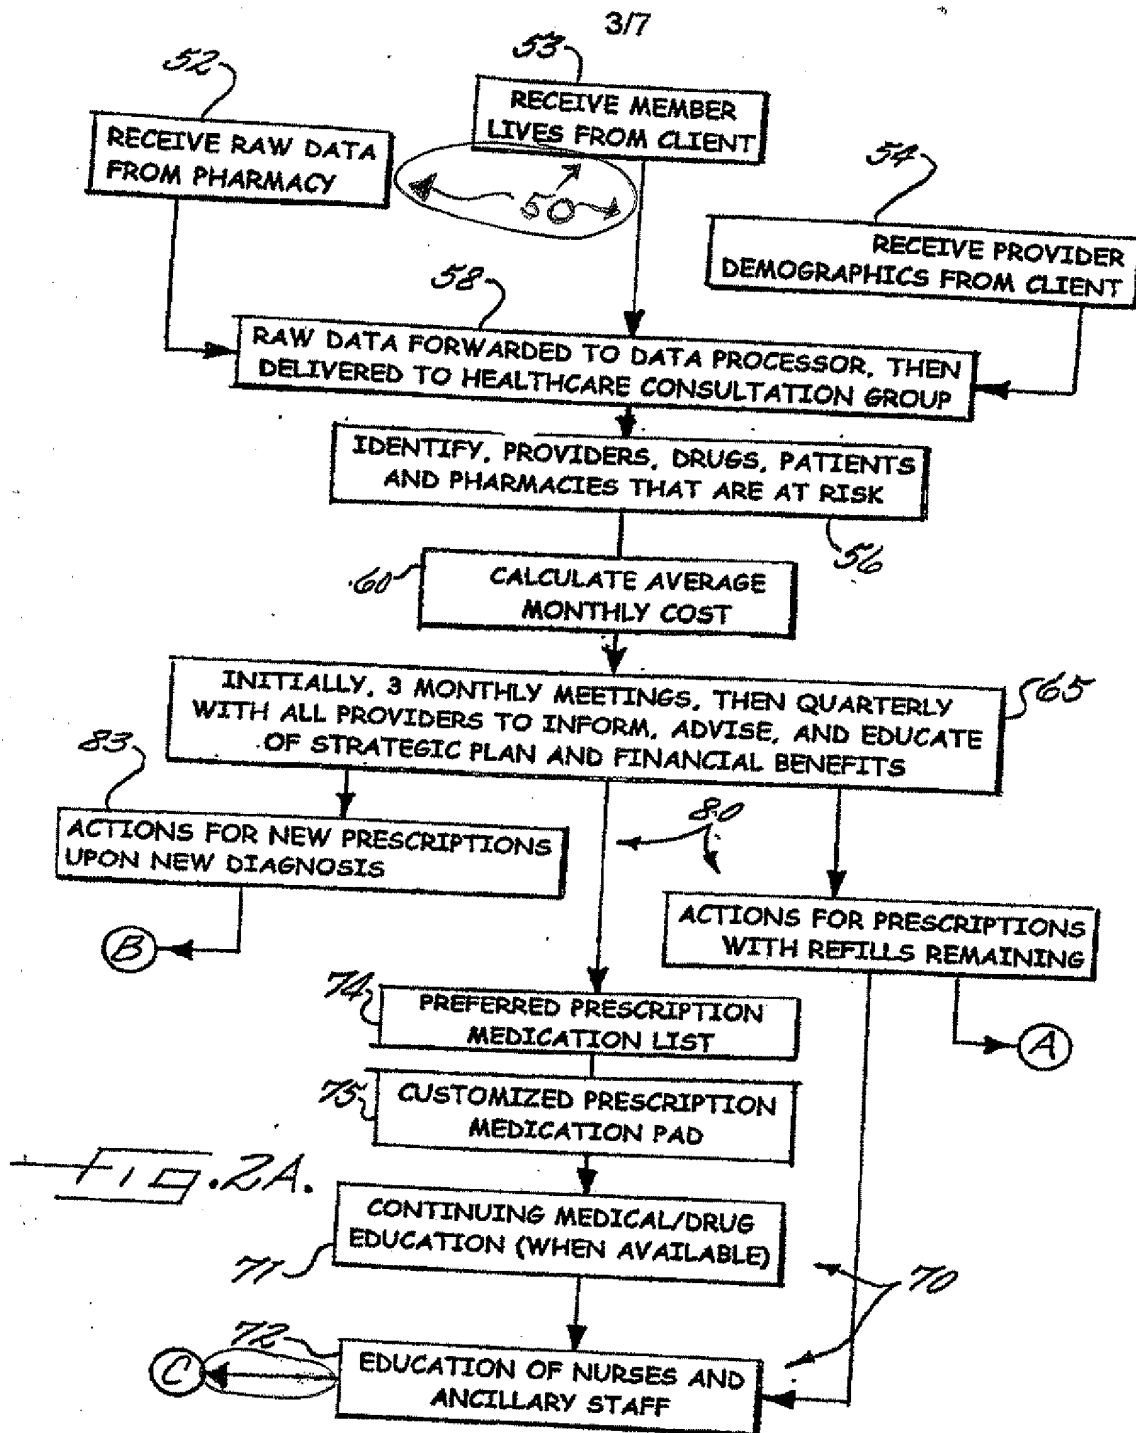 3/7
53
52
RECEIVE MEMBER
LIVES FROM CLIENT
RECEIVE RAW DATA
FROM PHARMACY
54
50
RECEIVE PROVIDER
DEMOGRAPHICS FROM CLIENT
58
RAW DATA FORWARDED TO DATA PROCESSOR, THEN
DELIVERED TO HEALTHCARE CONSULTATION GROUP
IDENTIFY, PROVIDERS, DRUGS, PATIENTS
AND PHARMACIES THAT ARE AT RISK
56
60
CALCULATE AVERAGE
MONTHLY COST
INITIALLY, 3 MONTHLY MEETINGS, THEN QUARTERLY
WITH ALL PROVIDERS TO INFORM, ADVISE, AND EDUCATE
OF STRATEGIC PLAN AND FINANCIAL BENEFITS
65
83
80
ACTIONS FOR NEW PRESCRIPTIONS
UPON NEW DIAGNOSIS
B
ACTIONS FOR PRESCRIPTIONS
WITH REFILLS REMAINING
A
74
PREFERRED PRESCRIPTION
MEDICATION LIST
75
CUSTOMIZED PRESCRIPTION
MEDICATION PAD
Fig. 2A.
CONTINUING MEDICAL/DRUG
EDUCATION (WHEN AVAILABLE)
71
70
72
C
EDUCATION OF NURSES AND
ANCILLARY STAFF